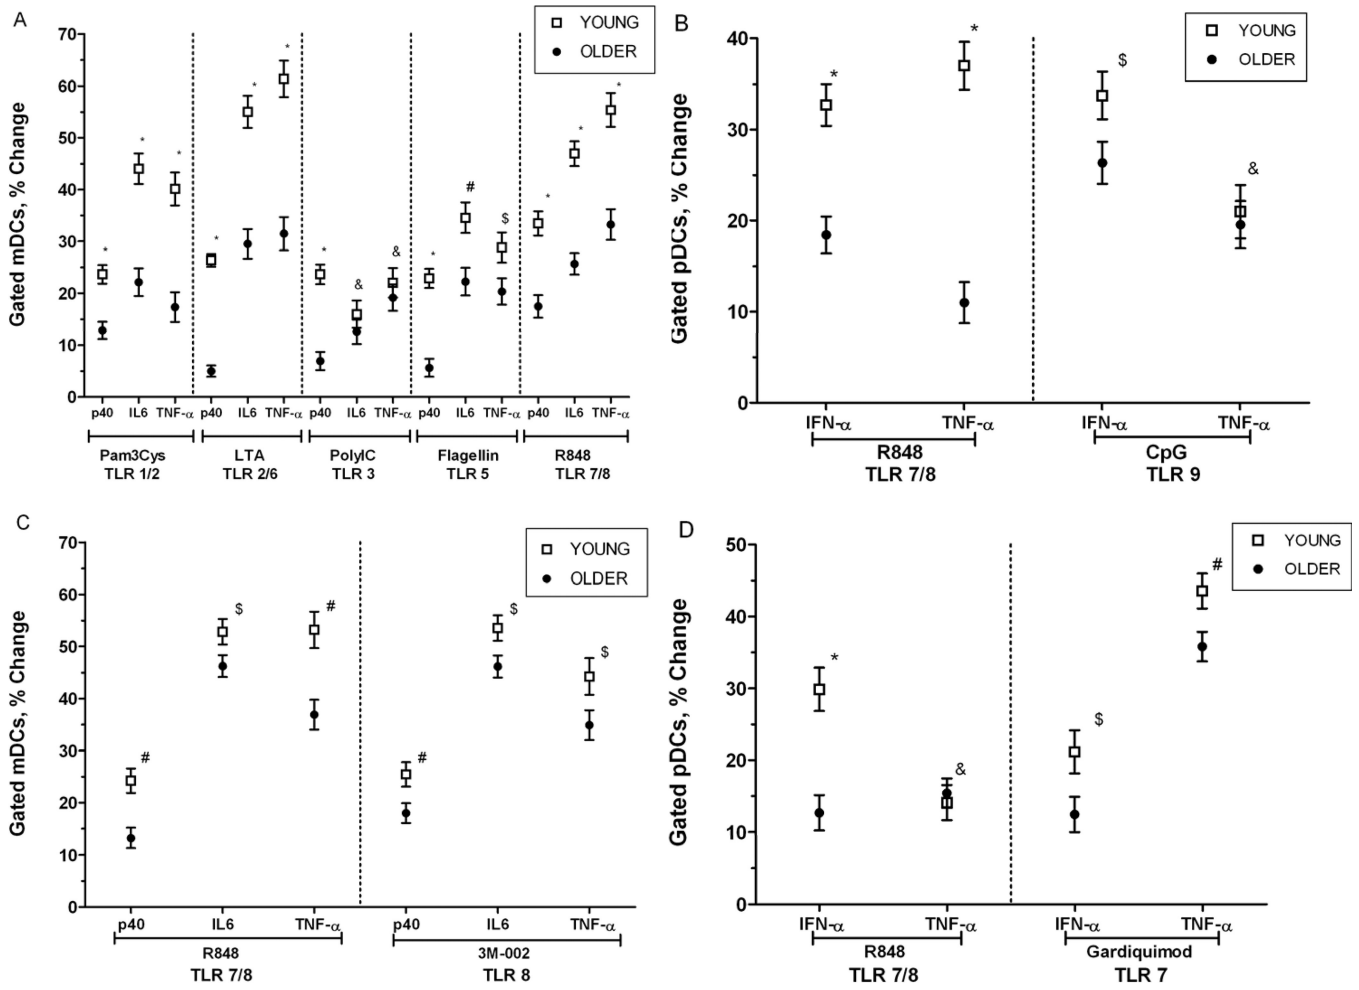 A
YOUNG
OLDER
Gated mDCs, % Change
70
60
50
40
30
20
10
0
* * * * * * * & & * # $ * * *
p40 IL6 TNF-α p40 IL6 TNF-α p40 IL6 TNF-α p40 IL6 TNF-α p40 IL6 TNF-α
Pam3Cys LTA PolyIC Flagellin R848
TLR 1/2 TLR 2/6 TLR 3 TLR 5 TLR 7/8
B
YOUNG
OLDER
Gated pDCs, % Change
40
30
20
10
0
* * $ &
IFN-α TNF-α IFN-α TNF-α
R848 CpG
TLR 7/8 TLR 9
C
YOUNG
OLDER
Gated mDCs, % Change
70
60
50
40
30
20
10
0
# $ # # $ $
p40 IL6 TNF-α p40 IL6 TNF-α
R848 3M-002
TLR 7/8 TLR 8
D
YOUNG
OLDER
Gated pDCs, % Change
50
40
30
20
10
0
* & $ #
IFN-α TNF-α IFN-α TNF-α
R848 Gardiquimod
TLR 7/8 TLR 7